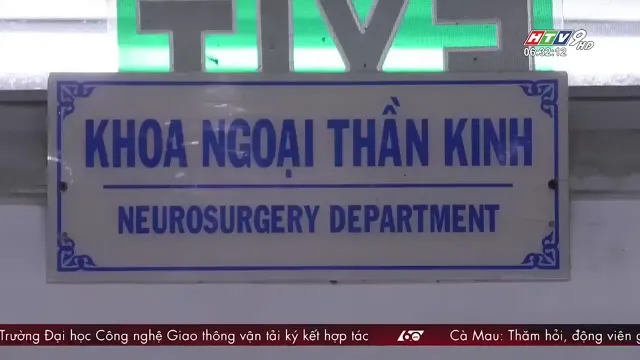 HTV9 HD
06:32:12
KHOA NGOẠI THẦN KINH
NEUROSURGERY DEPARTMENT
Trường Đại học Công nghệ Giao thông vận tải ký kết hợp tác
60
Cà Mau: Thăm hỏi, động viên g